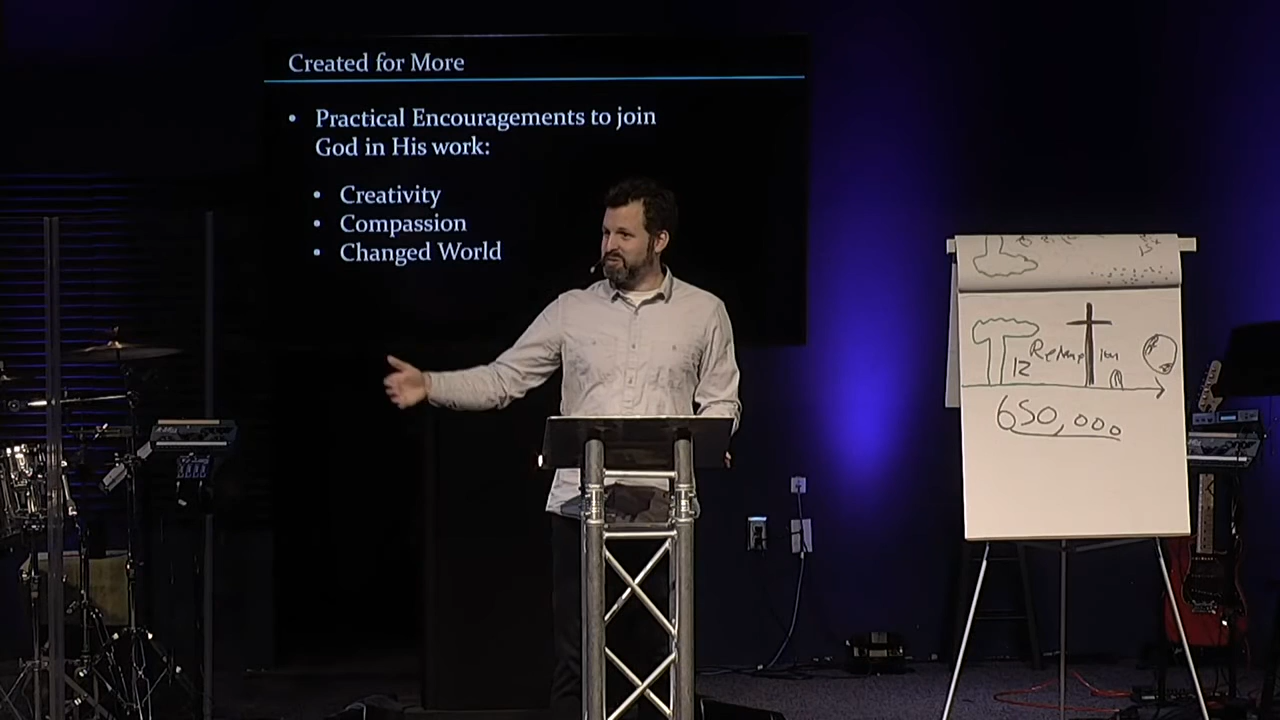 Created for More
• Practical Encouragements to join
God in His work:
• Creativity
• Compassion
• Changed World
12 Redemption
650,000